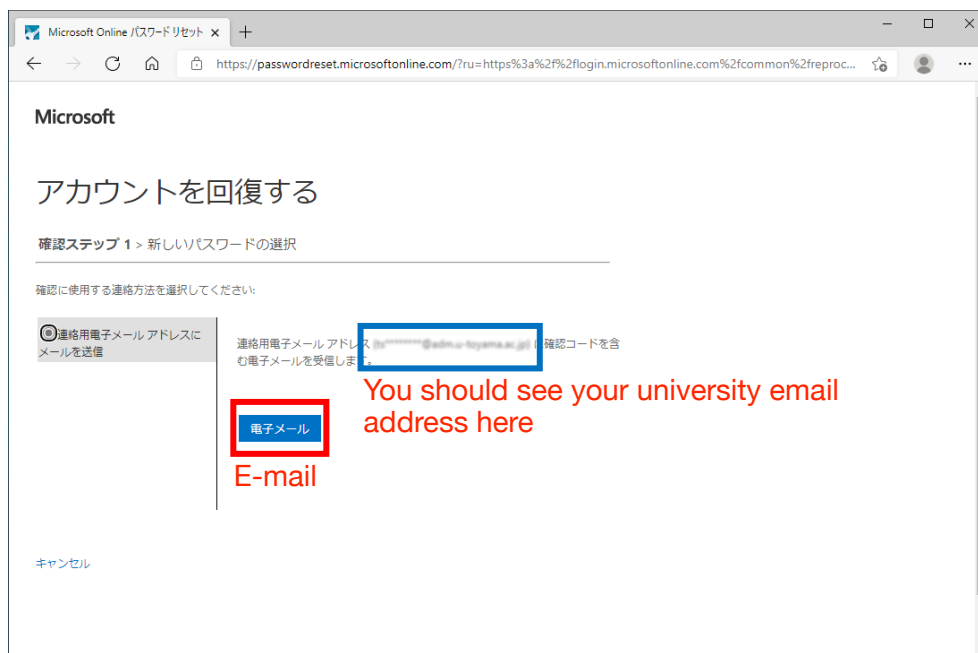 Microsoft Online パスワード リセット
https://passwordreset.microsoftonline.com/?ru=https%3a%2f%2flogin.microsoftonline.com%2fcommon%2freproc...
Microsoft
アカウントを回復する
確認ステップ 1 > 新しいパスワードの選択
確認に使用する連絡方法を選択してください:
連絡用電子メール アドレスに
メールを送信
連絡用電子メール アドレス (ts********@adm.u-toyama.ac.jp) に確認コードを含
む電子メールを受信します。
You should see your university email
address here
電子メール
E-mail
キャンセル